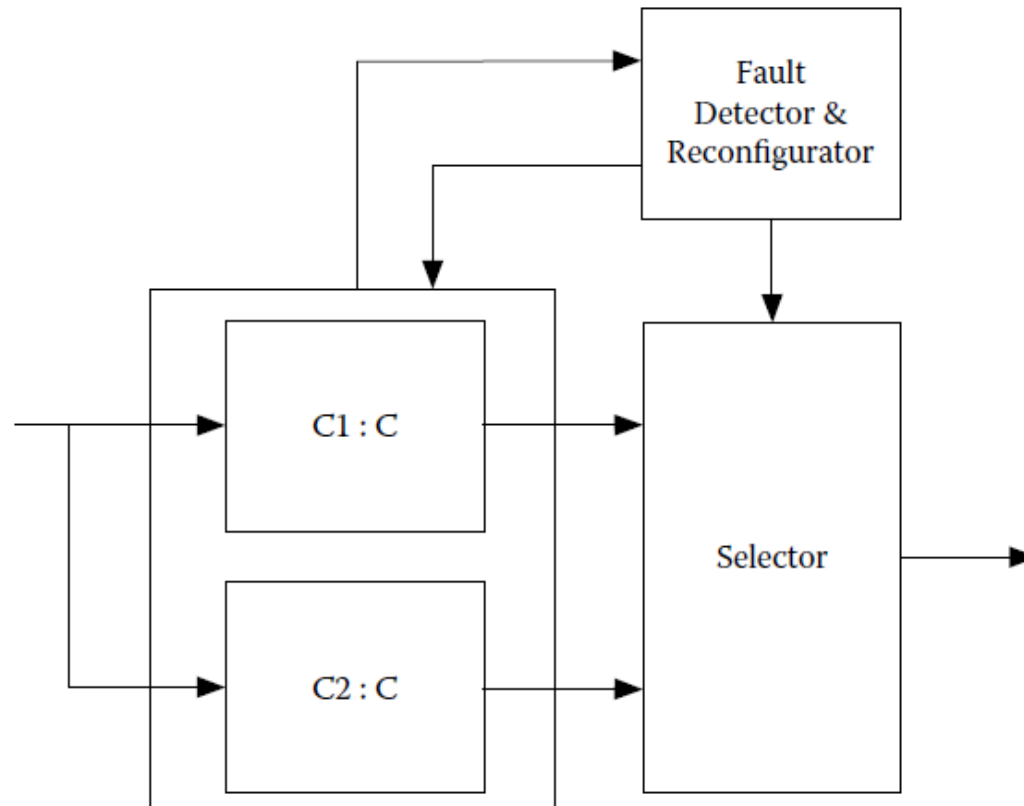 Fault
Detector &
Reconfigurator
C1 : C
Selector
C2 : C